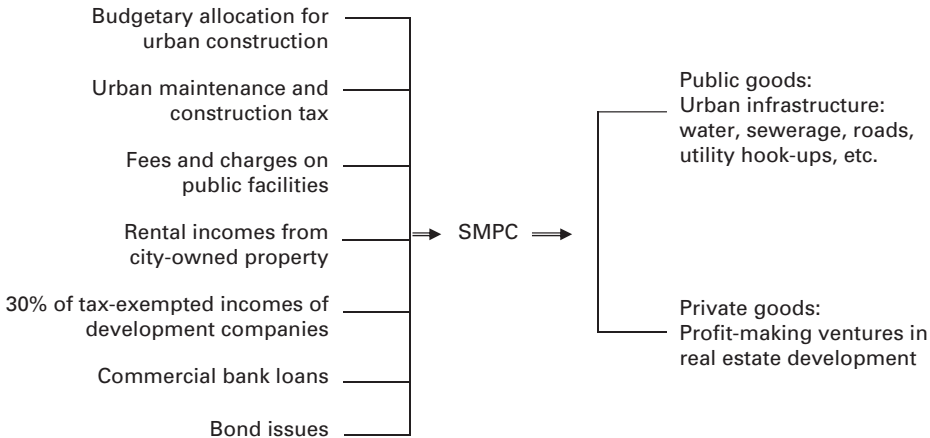 Budgetary allocation for
urban construction
Urban maintenance and
construction tax
Fees and charges on
public facilities
Rental incomes from
city-owned property
30% of tax-exempted incomes of
development companies
Commercial bank loans
Bond issues
SMPC
Public goods:
Urban infrastructure:
water, sewerage, roads,
utility hook-ups, etc.
Private goods:
Profit-making ventures in
real estate development